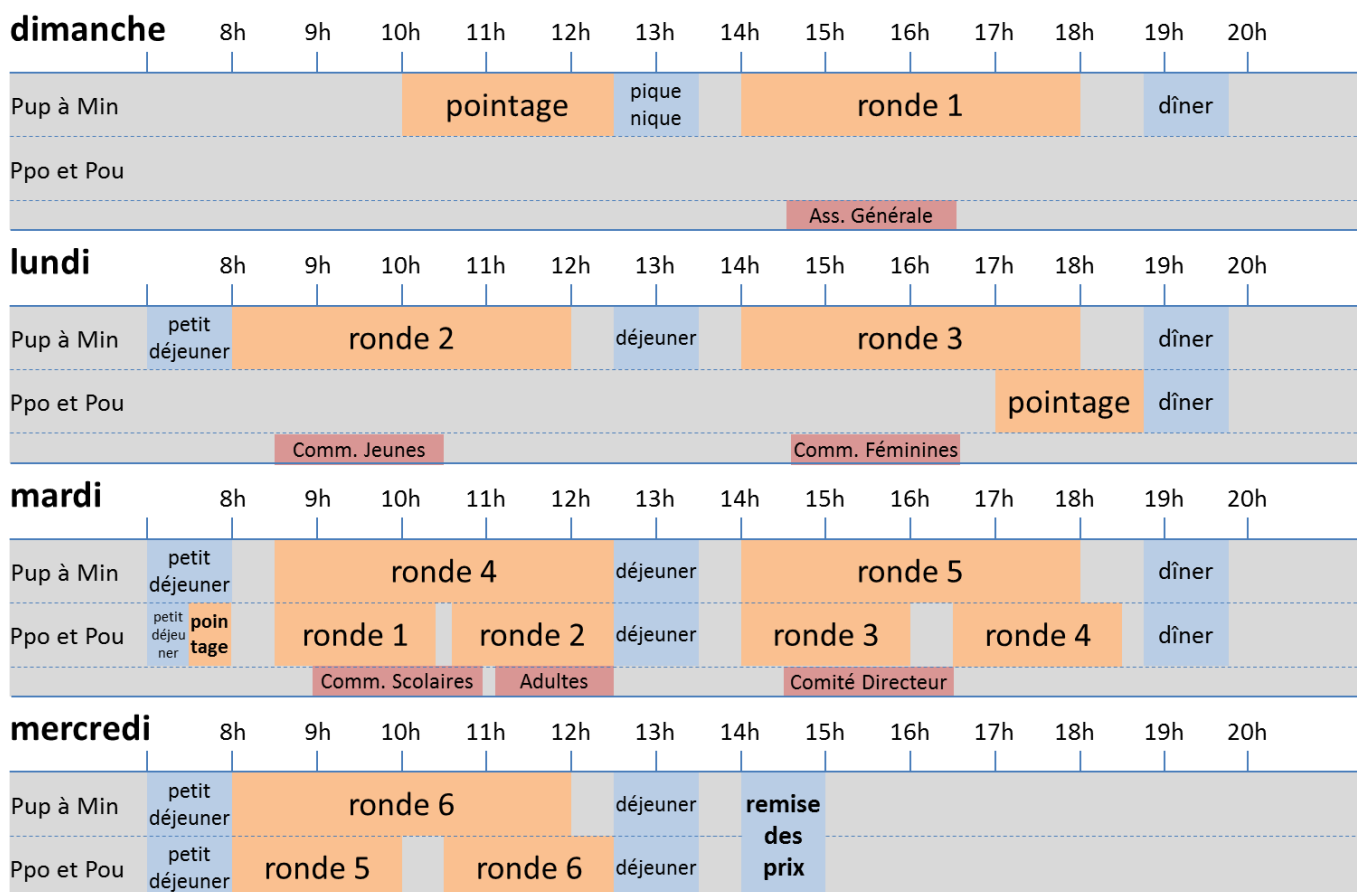 dimanche 8h 9h 10h 11h 12h 13h 14h 15h 16h 17h 18h 19h 20h
Pup à Min pointage pique nique ronde 1 dîner
Ppo et Pou
Ass. Générale
lundi 8h 9h 10h 11h 12h 13h 14h 15h 16h 17h 18h 19h 20h
Pup à Min petit déjeuner ronde 2 déjeuner ronde 3 dîner
Ppo et Pou pointage dîner
Comm. Jeunes Comm. Féminines
mardi 8h 9h 10h 11h 12h 13h 14h 15h 16h 17h 18h 19h 20h
Pup à Min petit déjeuner ronde 4 déjeuner ronde 5 dîner
Ppo et Pou petit déjeu ner poin tage ronde 1 ronde 2 déjeuner ronde 3 ronde 4 dîner
Comm. Scolaires Adultes Comité Directeur
mercredi 8h 9h 10h 11h 12h 13h 14h 15h 16h 17h 18h 19h 20h
Pup à Min petit déjeuner ronde 6 déjeuner remise des prix
Ppo et Pou petit déjeuner ronde 5 ronde 6 déjeuner